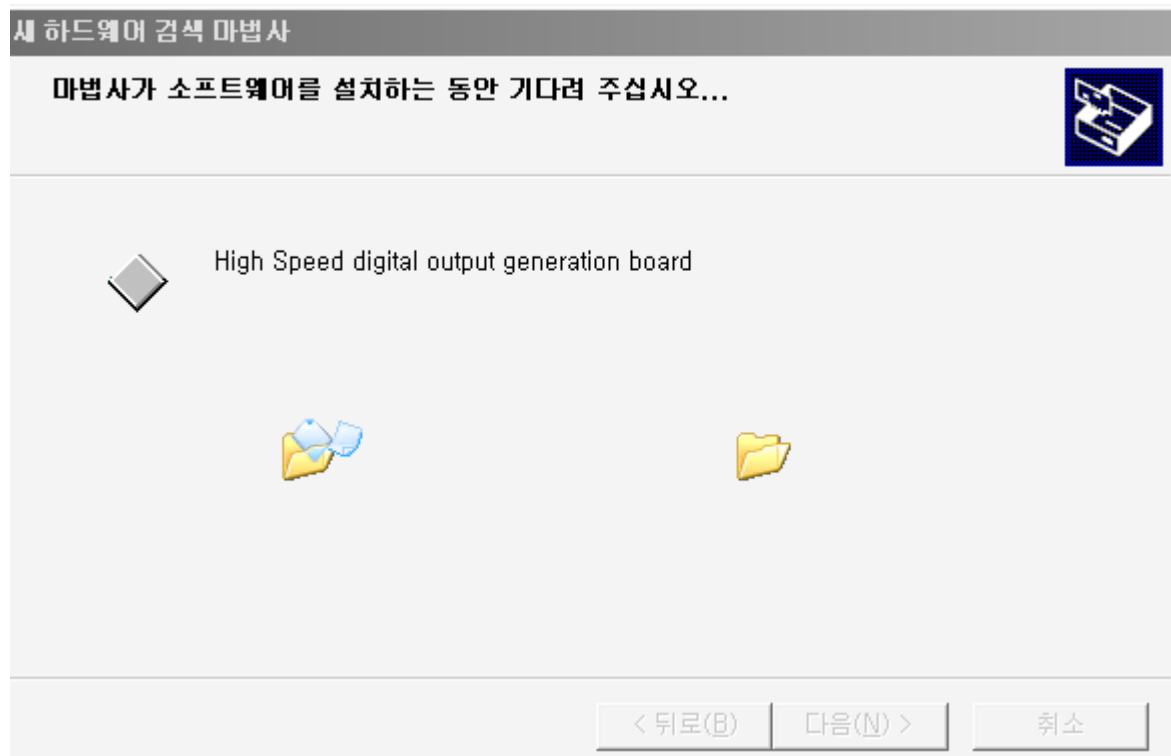 새 하드웨어 검색 마법사
마법사가 소프트웨어를 설치하는 동안 기다려 주십시오...
High Speed digital output generation board
< 뒤로(B)
다음(N) >
취소